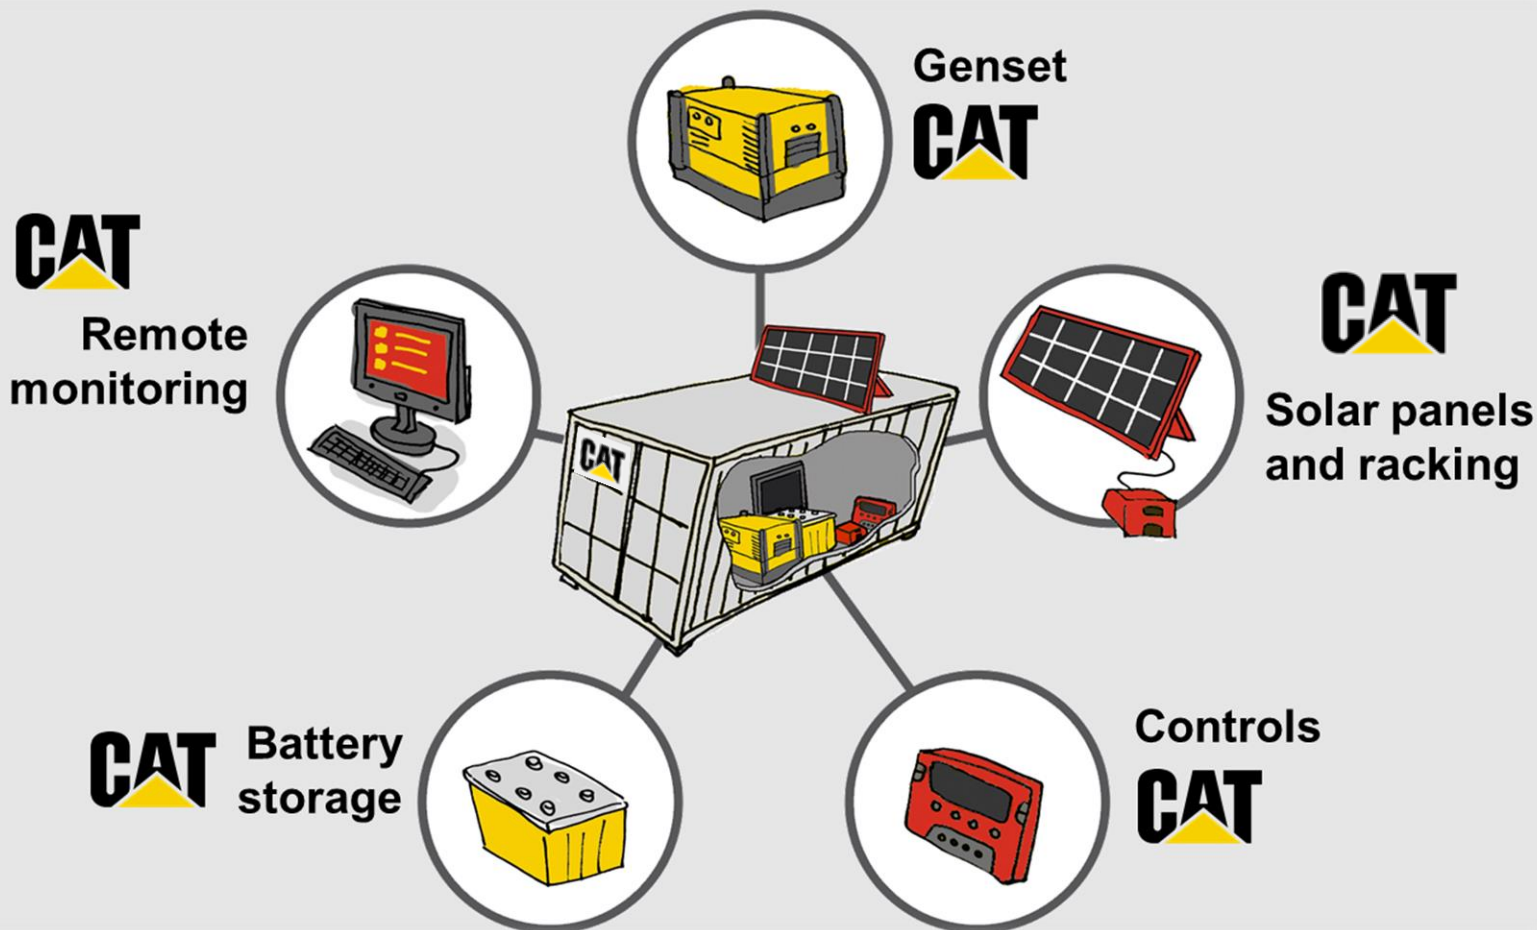 Genset
CAT
CAT
Remote
monitoring
CAT
Solar panels
and racking
CAT
CAT
Battery
storage
Controls
CAT